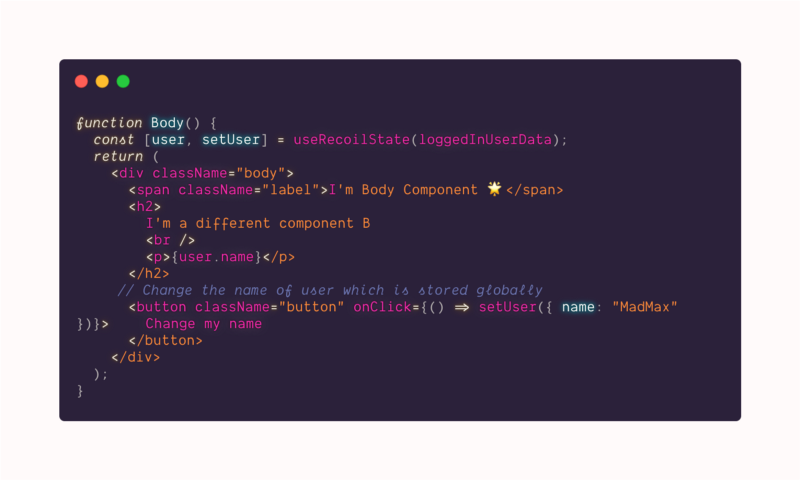 function Body() {
const [user, setUser] = useRecoilState(loggedInUserData);
return (
<div className="body">
<span className="label">I'm Body Component 🌟</span>
<h2>
I'm a different component B
<br />
<p>{user.name}</p>
</h2>
// Change the name of user which is stored globally
<button className="button" onClick={() => setUser({ name: "MadMax"
})}> Change my name
</button>
</div>
);
}